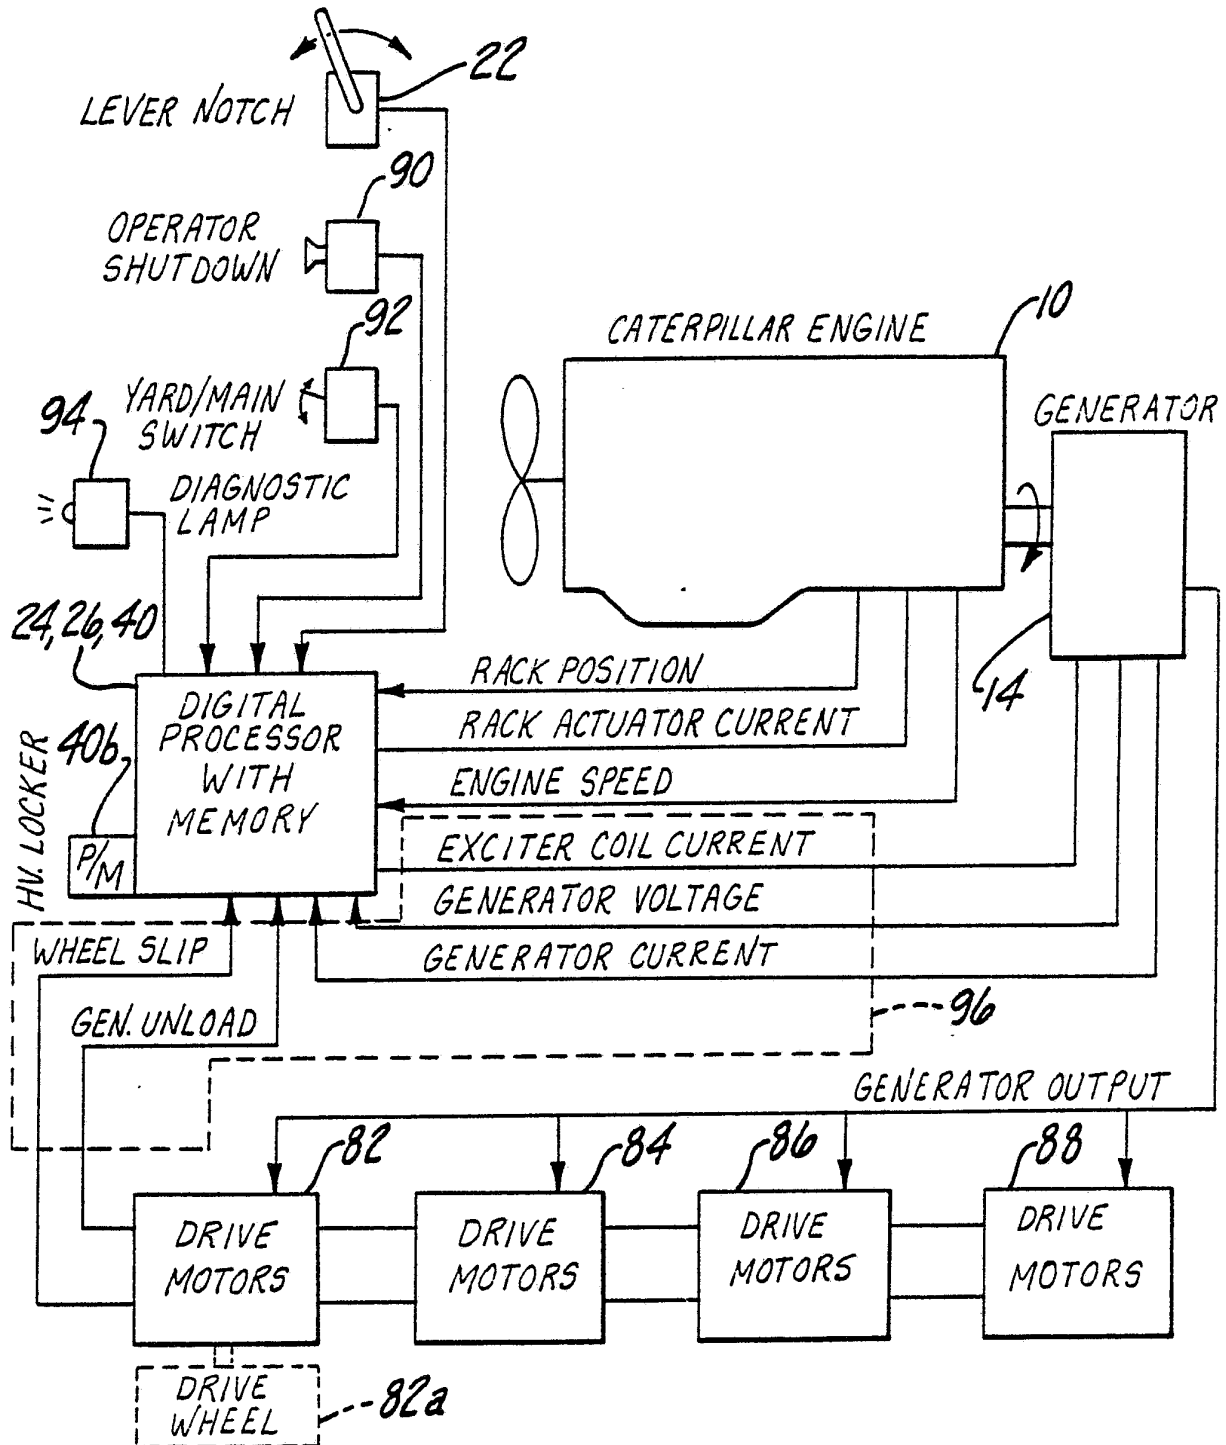 22
LEVER NOTCH
90
OPERATOR
SHUTDOWN
92
CATERPILLAR ENGINE
10
94
YARD/MAIN
SWITCH
GENERATOR
DIAGNOSTIC
LAMP
24, 26, 40
RACK POSITION
14
DIGITAL
PROCESSOR
WITH
MEMORY
RACK ACTUATOR CURRENT
40b
ENGINE SPEED
HV. LOCKER
P/M
EXCITER COIL CURRENT
GENERATOR VOLTAGE
WHEEL SLIP
GENERATOR CURRENT
GEN. UNLOAD
96
GENERATOR OUTPUT
82
84
86
88
DRIVE
MOTORS
DRIVE
MOTORS
DRIVE
MOTORS
DRIVE
MOTORS
DRIVE
WHEEL
82a